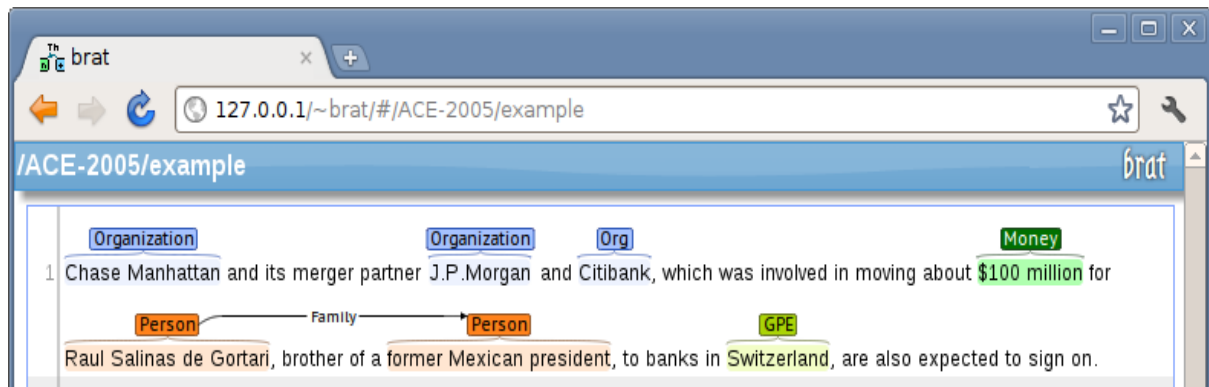 brat
127.0.0.1/~brat/#/ACE-2005/example
/ACE-2005/example brat
Organization Organization Org Money
1 Chase Manhattan and its merger partner J.P.Morgan and Citibank, which was involved in moving about $100 million for
Person Family Person GPE
Raul Salinas de Gortari, brother of a former Mexican president, to banks in Switzerland, are also expected to sign on.